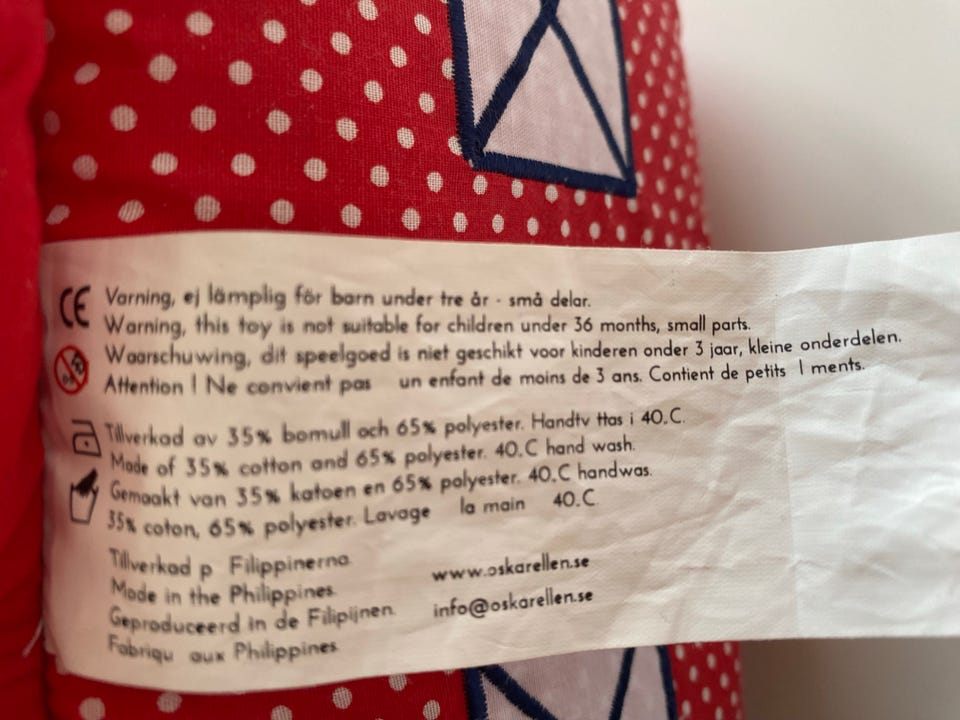 CE
Varning, ej lämplig för barn under tre år - små delar.
Warning, this toy is not suitable for children under 36 months, small parts.
Waarschuwing, dit speelgoed is niet geschikt voor kinderen onder 3 jaar, kleine onderdelen.
Attention ! Ne convient pas un enfant de moins de 3 ans. Contient de petits l ments.
Tillverkad av 35% bomull och 65% polyester. Handtv ttas i 40.C.
Made of 35% cotton and 65% polyester. 40.C hand wash.
Gemaakt van 35% katoen en 65% polyester. 40.C handwas.
35% coton, 65% polyester. Lavage la main 40.C
Tillverkad p Filippinerna
Made in the Philippines.
Geproduceerd in de Filipijnen.
Fabriqu aux Philippines
www.oskarellen.se
info@oskarellen.se